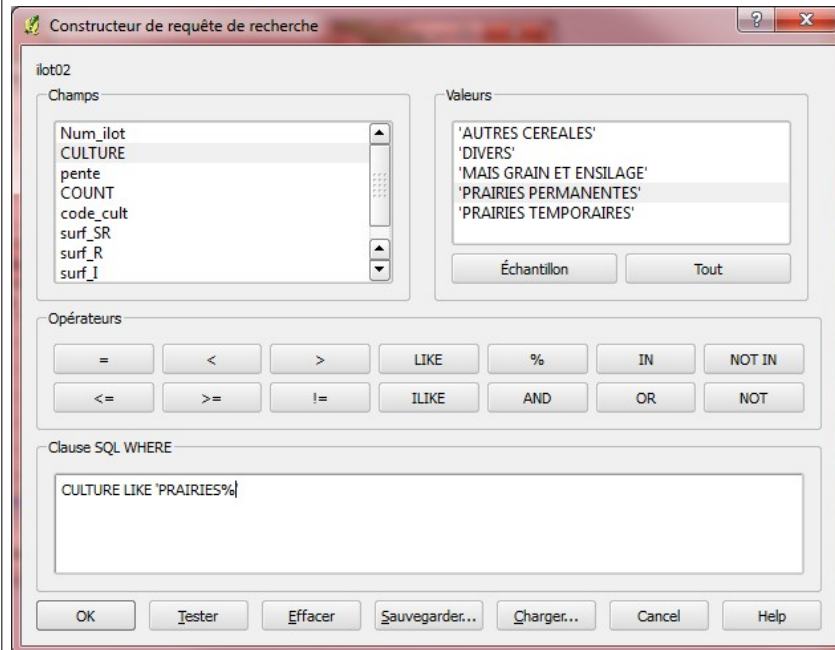 Constructeur de requête de recherche
ilot02
Champs
Num_ilot
CULTURE
pente
COUNT
code_cult
surf_SR
surf_R
surf_I
Valeurs
'AUTRES CEREALES'
'DIVERS'
'MAIS GRAIN ET ENSILAGE'
'PRAIRIES PERMANENTES'
'PRAIRIES TEMPORAIRES'
Échantillon Tout
Opérateurs
= < > LIKE % IN NOT IN
<= >= != ILIKE AND OR NOT
Clause SQL WHERE
CULTURE LIKE 'PRAIRIES%'
OK Tester Effacer Sauvegarder... Charger... Cancel Help